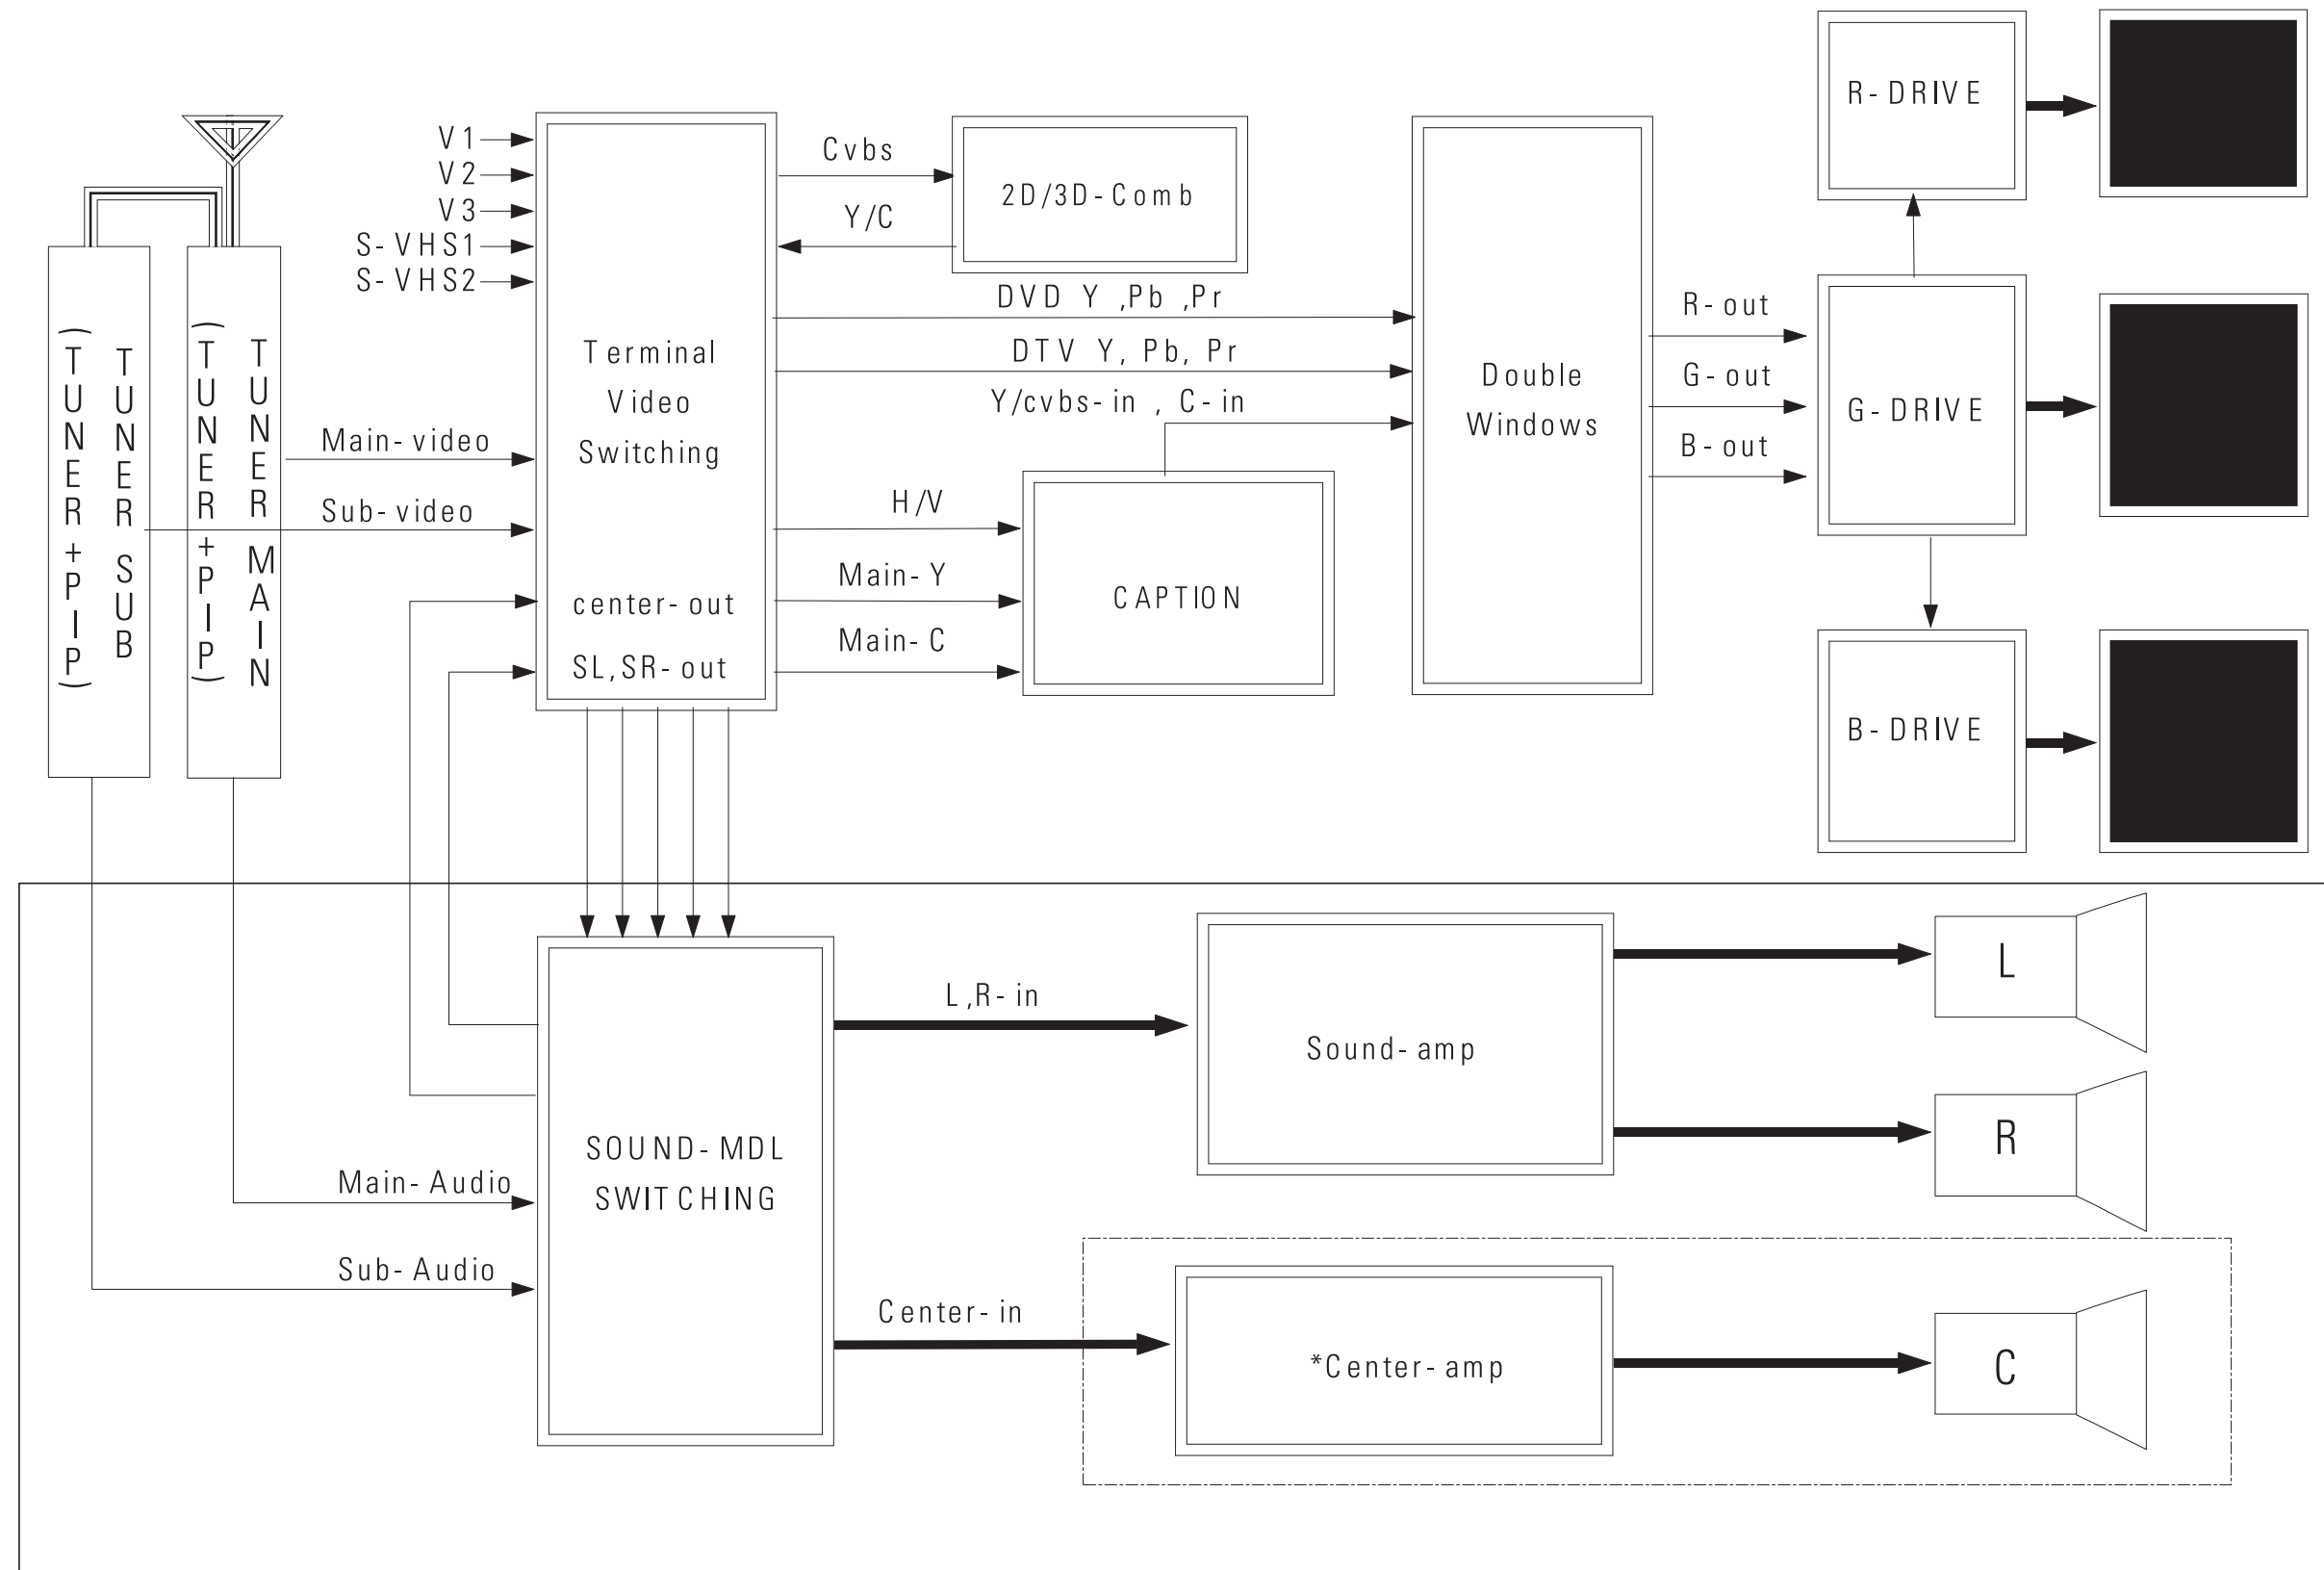 R-DRIVE
V1
V2
V3
S-VHS1
S-VHS2
Cvbs
Y/C
2D/3D-Comb
DVD Y ,Pb ,Pr
DTV Y, Pb, Pr
Y/cvbs-in , C-in
(TUNER+PIP)
TUNER SUB
(TUNER+PIP)
TUNER MAIN
Main-video
Sub-video
Terminal
Video
Switching
center-out
SL,SR-out
H/V
Main-Y
Main-C
CAPTION
Double
Windows
R-out
G-out
B-out
G-DRIVE
B-DRIVE
L,R-in
Sound-amp
L
R
SOUND-MDL
SWITCHING
Main-Audio
Sub-Audio
Center-in
*Center-amp
C